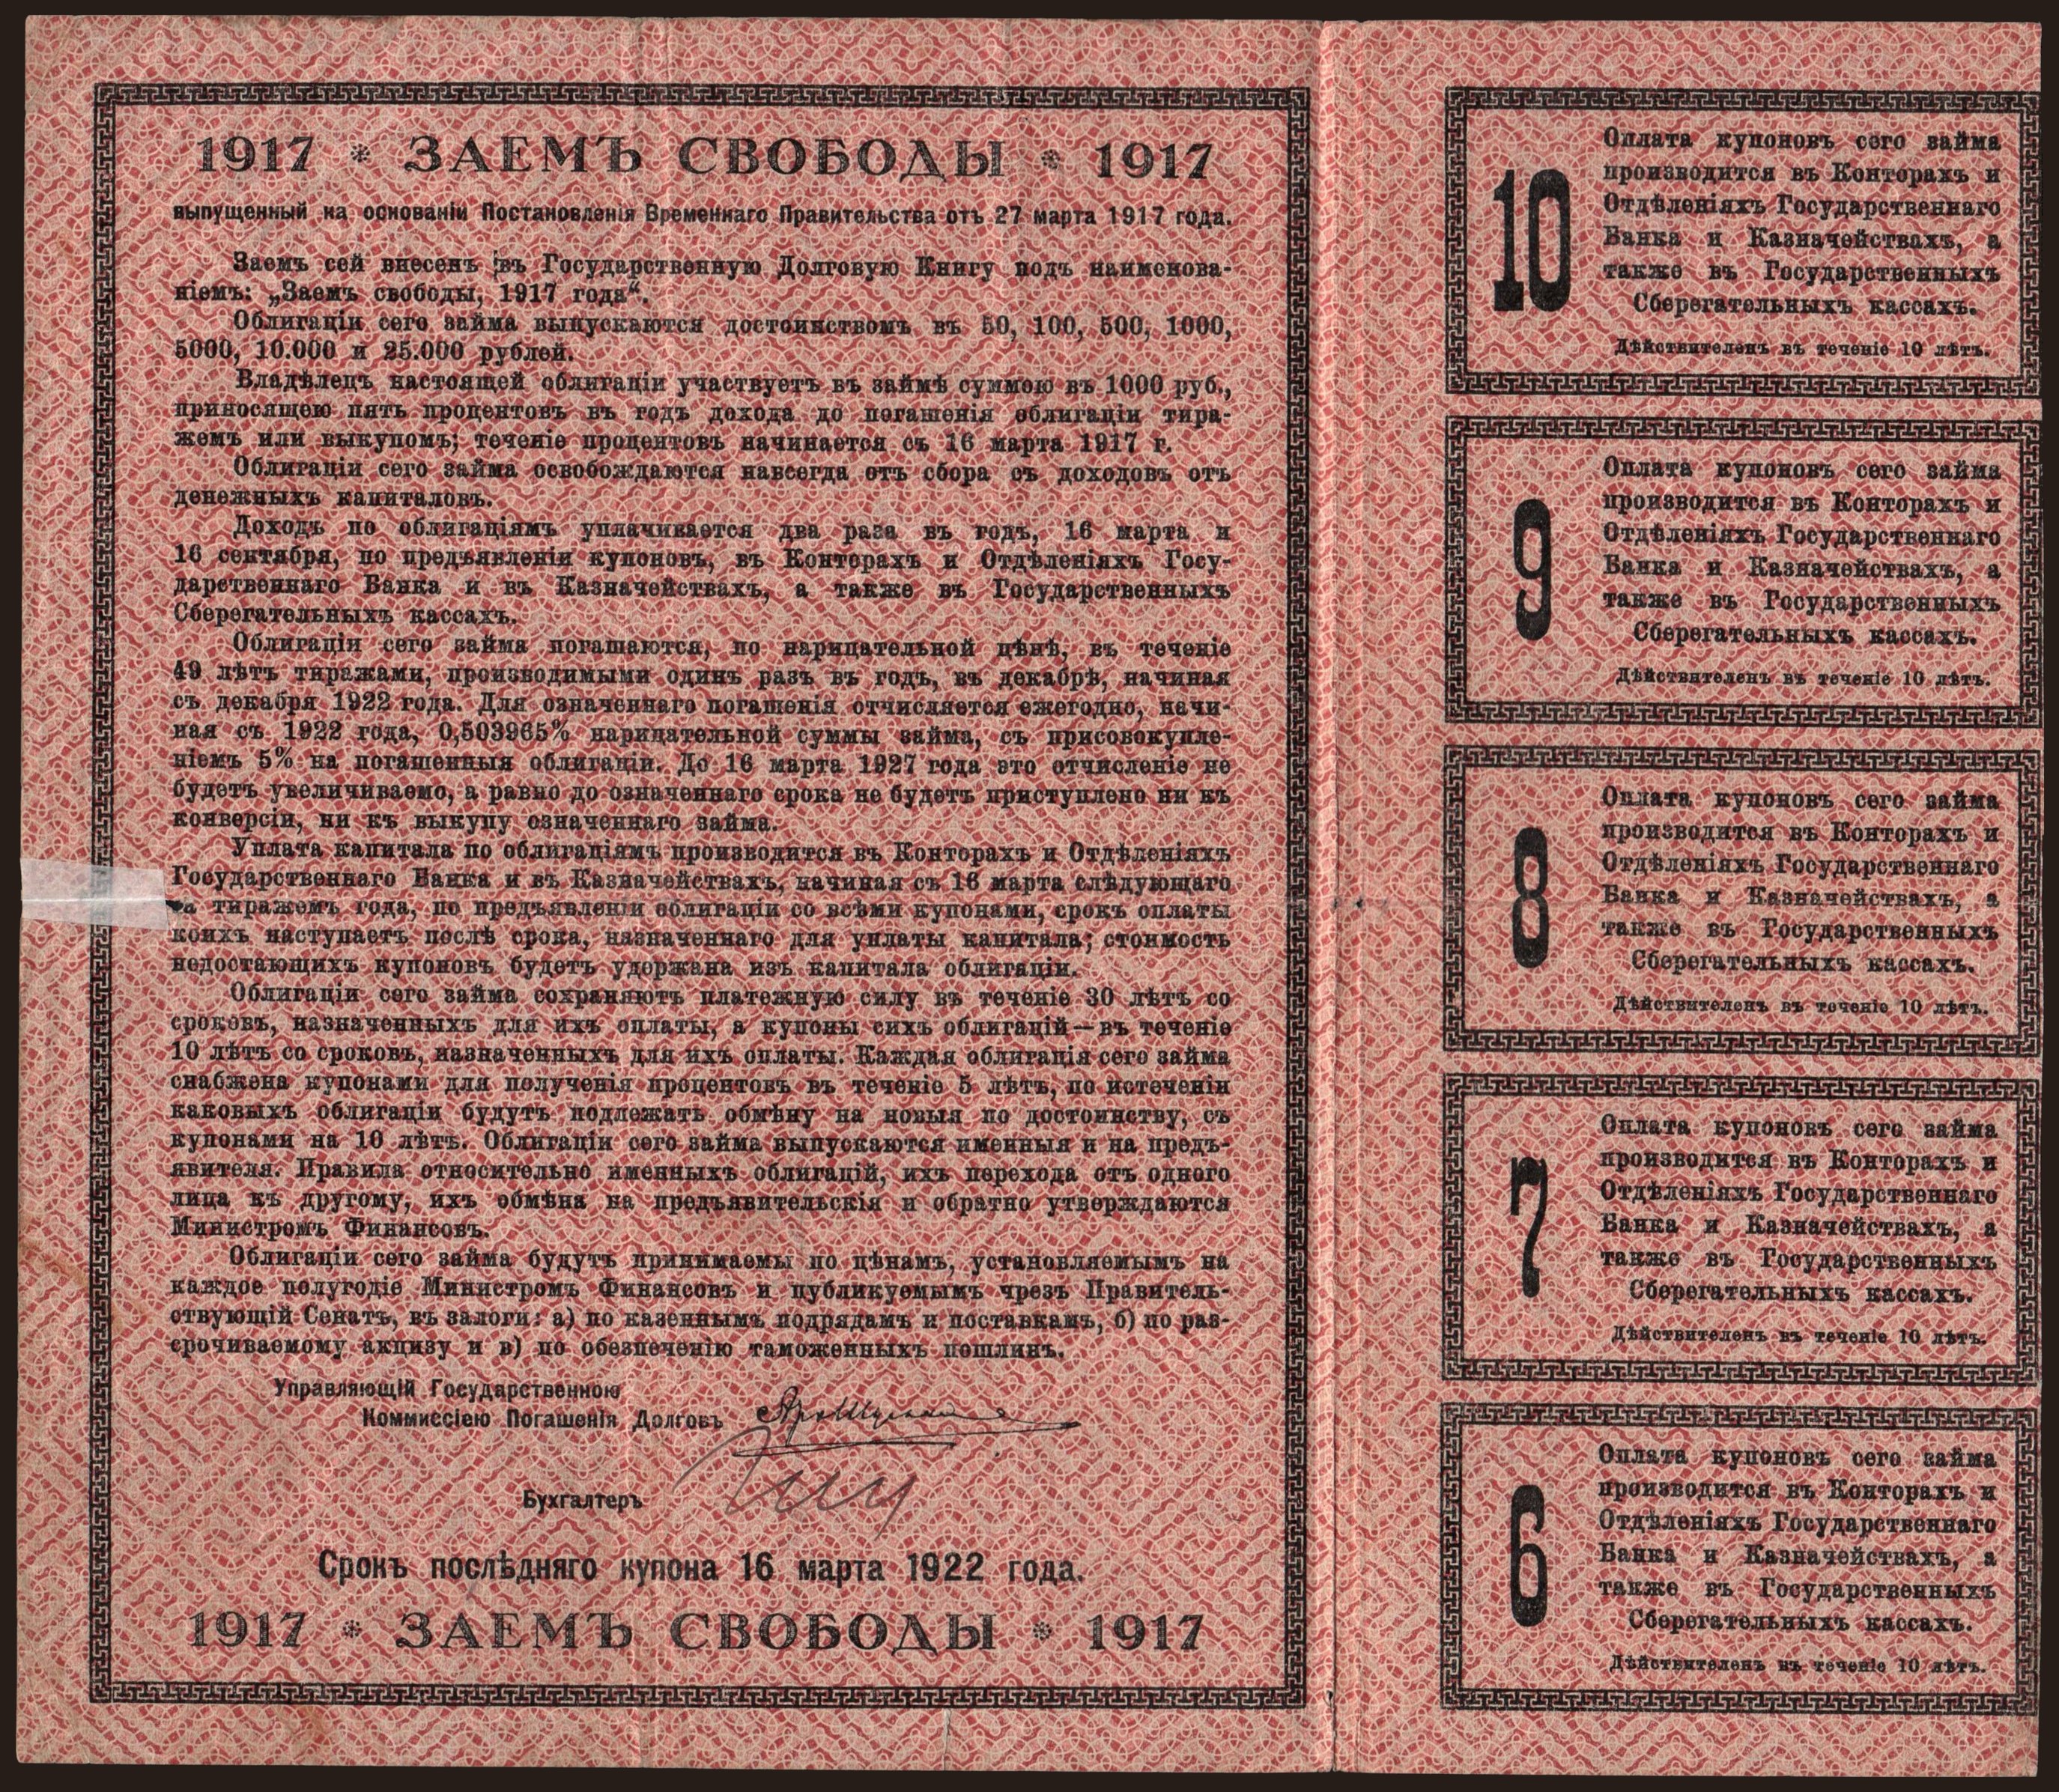 1917 * ЗАЕМЪ СВОБОДЫ * 1917
выпущенный на основаніи Постановленія Временнаго Правительства отъ 27 марта 1917 года.
Заемъ сей внесенъ въ Государственную Долговую Книгу подъ наименова-
ніемъ: „Заемъ свободы, 1917 года“.
Облигаціи сего займа выпускаются достоинствомъ въ 50, 100, 500, 1000,
5000, 10.000 и 25.000 рублей.
Владѣлецъ настоящей облигаціи участвуетъ въ займѣ суммою въ 1000 руб.,
приносящею пять процентовъ въ годъ дохода до погашенія облигаціи тира-
жемъ или выкупомъ; теченіе процентовъ начинается съ 16 марта 1917 г.
Облигаціи сего займа освобождаются навсегда отъ сбора съ доходовъ отъ
денежныхъ капиталовъ.
Доходъ по облигаціямъ уплачивается два раза въ годъ, 16 марта и
16 сентября, по предъявленіи купоновъ, въ Конторахъ и Отдѣленіяхъ Госу-
дарственнаго Банка и въ Казначействахъ, а также въ Государственныхъ
Сберегательныхъ кассахъ.
Облигаціи сего займа погашаются, по нарицательной цѣнѣ, въ теченіе
49 лѣтъ тиражами, производимыми одинъ разъ въ годъ, въ декабрѣ, начиная
съ декабря 1922 года. Для означеннаго погашенія отчисляется ежегодно, начи-
ная съ 1922 года, 0,503965% нарицательной суммы займа, съ присовокупле-
ніемъ 5% на погашенныя облигаціи. До 16 марта 1927 года это отчисленіе не
будетъ увеличиваемо, а равно до означеннаго срока не будетъ приступлено ни къ
конверсіи, ни къ выкупу означеннаго займа.
Уплата капитала по облигаціямъ производится въ Конторахъ и Отдѣленіяхъ
Государственнаго Банка и въ Казначействахъ, начиная съ 16 марта слѣдующаго
за тиражемъ года, по предъявленіи облигаціи со всѣми купонами, срокъ оплаты
коихъ наступаетъ послѣ срока, назначеннаго для уплаты капитала; стоимость
недостающихъ купоновъ будетъ удержана изъ капитала облигаціи.
Облигаціи сего займа сохраняютъ платежную силу въ теченіе 30 лѣтъ со
сроковъ, назначенныхъ для ихъ оплаты, а купоны сихъ облигацій—въ теченіе
10 лѣтъ со сроковъ, назначенныхъ для ихъ оплаты. Каждая облигація сего займа
снабжена купонами для полученія процентовъ въ теченіе 5 лѣтъ, по истеченіи
каковыхъ облигаціи будутъ подлежать обмѣну на новыя по достоинству, съ
купонами на 10 лѣтъ. Облигаціи сего займа выпускаются именныя и на предъ-
явителя. Правила относительно именныхъ облигацій, ихъ перехода отъ одного
лица къ другому, ихъ обмѣна на предъявительскія и обратно утверждаются
Министромъ Финансовъ.
Облигаціи сего займа будутъ принимаемы по цѣнамъ, установляемымъ на
каждое полугодіе Министромъ Финансовъ и публикуемымъ чрезъ Правитель-
ствующій Сенатъ, въ залоги: а) по казеннымъ подрядамъ и поставкамъ, б) по раз-
срочиваемому акцизу и в) по обезпеченію таможенныхъ пошлинъ.
Управляющій Государственною
Коммиссіею Погашенія Долговъ
Бухгалтеръ
Срокъ послѣдняго купона 16 марта 1922 года.
1917 * ЗАЕМЪ СВОБОДЫ * 1917
10
Оплата купоновъ сего займа
производится въ Конторахъ и
Отдѣленіяхъ Государственнаго
Банка и Казначействахъ, а
также въ Государственныхъ
Сберегательныхъ кассахъ.
Дѣйствителенъ въ теченіе 10 лѣтъ.
9
Оплата купоновъ сего займа
производится въ Конторахъ и
Отдѣленіяхъ Государственнаго
Банка и Казначействахъ, а
также въ Государственныхъ
Сберегательныхъ кассахъ.
Дѣйствителенъ въ теченіе 10 лѣтъ.
8
Оплата купоновъ сего займа
производится въ Конторахъ и
Отдѣленіяхъ Государственнаго
Банка и Казначействахъ, а
также въ Государственныхъ
Сберегательныхъ кассахъ.
Дѣйствителенъ въ теченіе 10 лѣтъ.
7
Оплата купоновъ сего займа
производится въ Конторахъ и
Отдѣленіяхъ Государственнаго
Банка и Казначействахъ, а
также въ Государственныхъ
Сберегательныхъ кассахъ.
Дѣйствителенъ въ теченіе 10 лѣтъ.
6
Оплата купоновъ сего займа
производится въ Конторахъ и
Отдѣленіяхъ Государственнаго
Банка и Казначействахъ, а
также въ Государственныхъ
Сберегательныхъ кассахъ.
Дѣйствителенъ въ теченіе 10 лѣтъ.